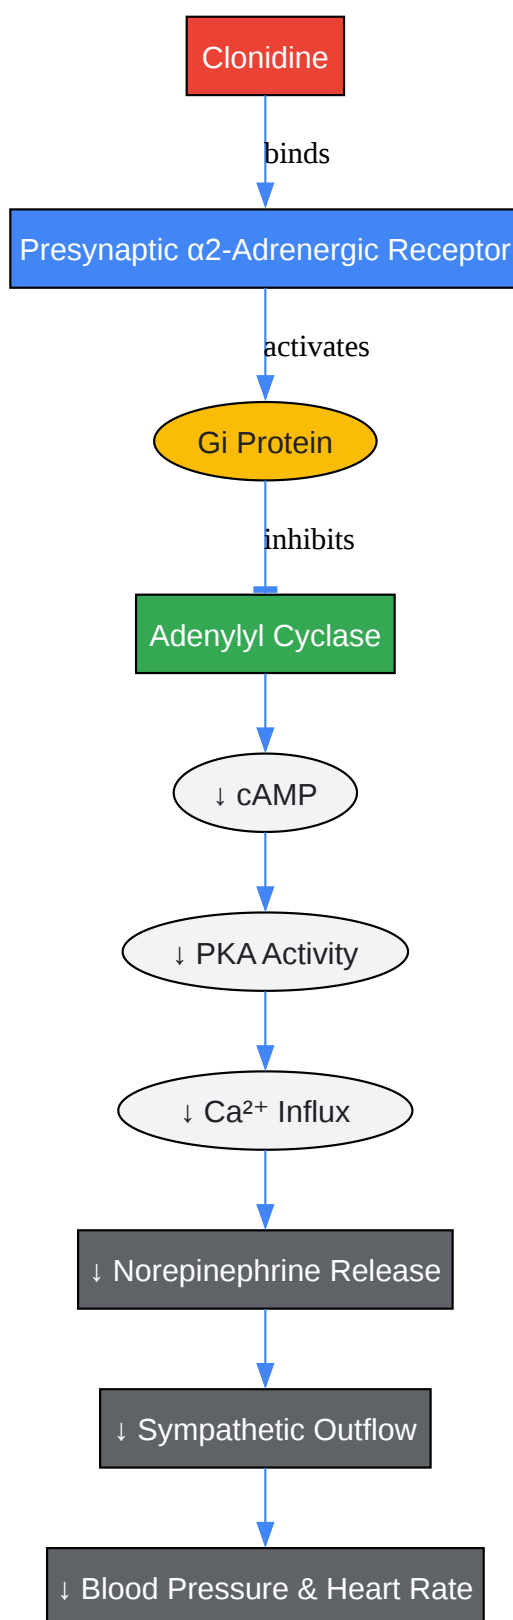 Clonidine
binds
Presynaptic α2-Adrenergic Receptor
activates
Gi Protein
inhibits
Adenylyl Cyclase
↓ cAMP
↓ PKA Activity
↓ Ca²⁺ Influx
↓ Norepinephrine Release
↓ Sympathetic Outflow
↓ Blood Pressure & Heart Rate